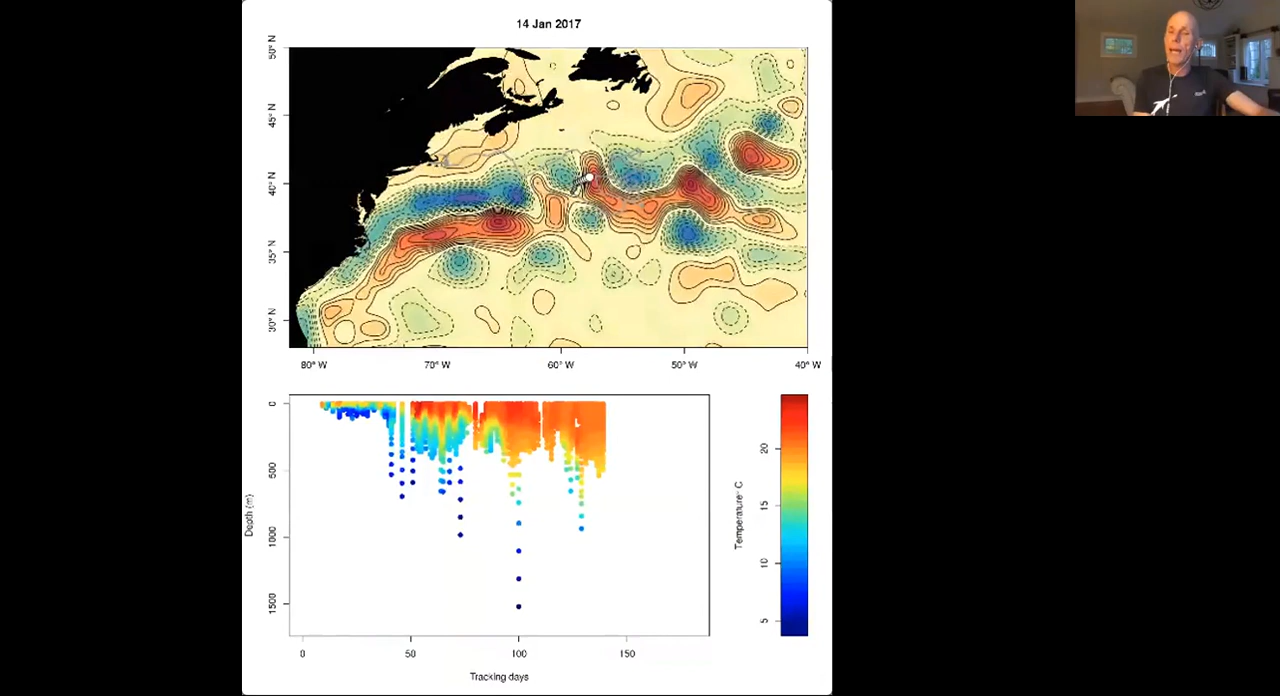 14 Jan 2017
50° N
45° N
40° N
35° N
30° N
80° W
70° W
60° W
50° W
40° W
0
500
1000
1500
Depth (m)
0
50
100
150
Tracking days
20
15
10
5
Temperature° C